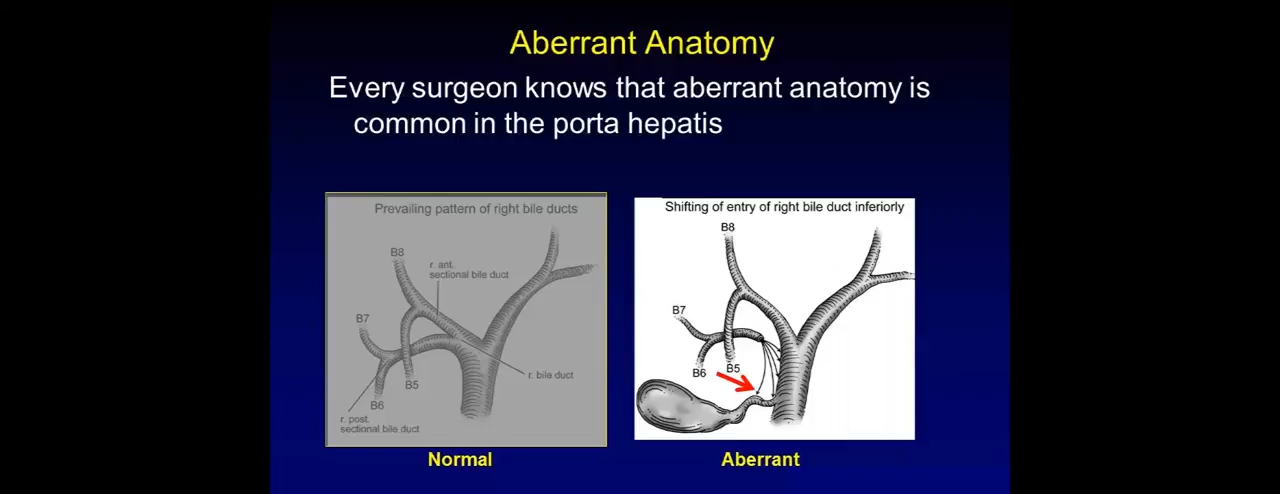 Aberrant Anatomy
Every surgeon knows that aberrant anatomy is
common in the porta hepatis
Prevailing pattern of right bile ducts
B8
r. ant.
sectional bile duct
B7
B5
r. bile duct
B6
r. post.
sectional bile duct
Normal
Shifting of entry of right bile duct inferiorly
B8
B7
B6
B5
Aberrant